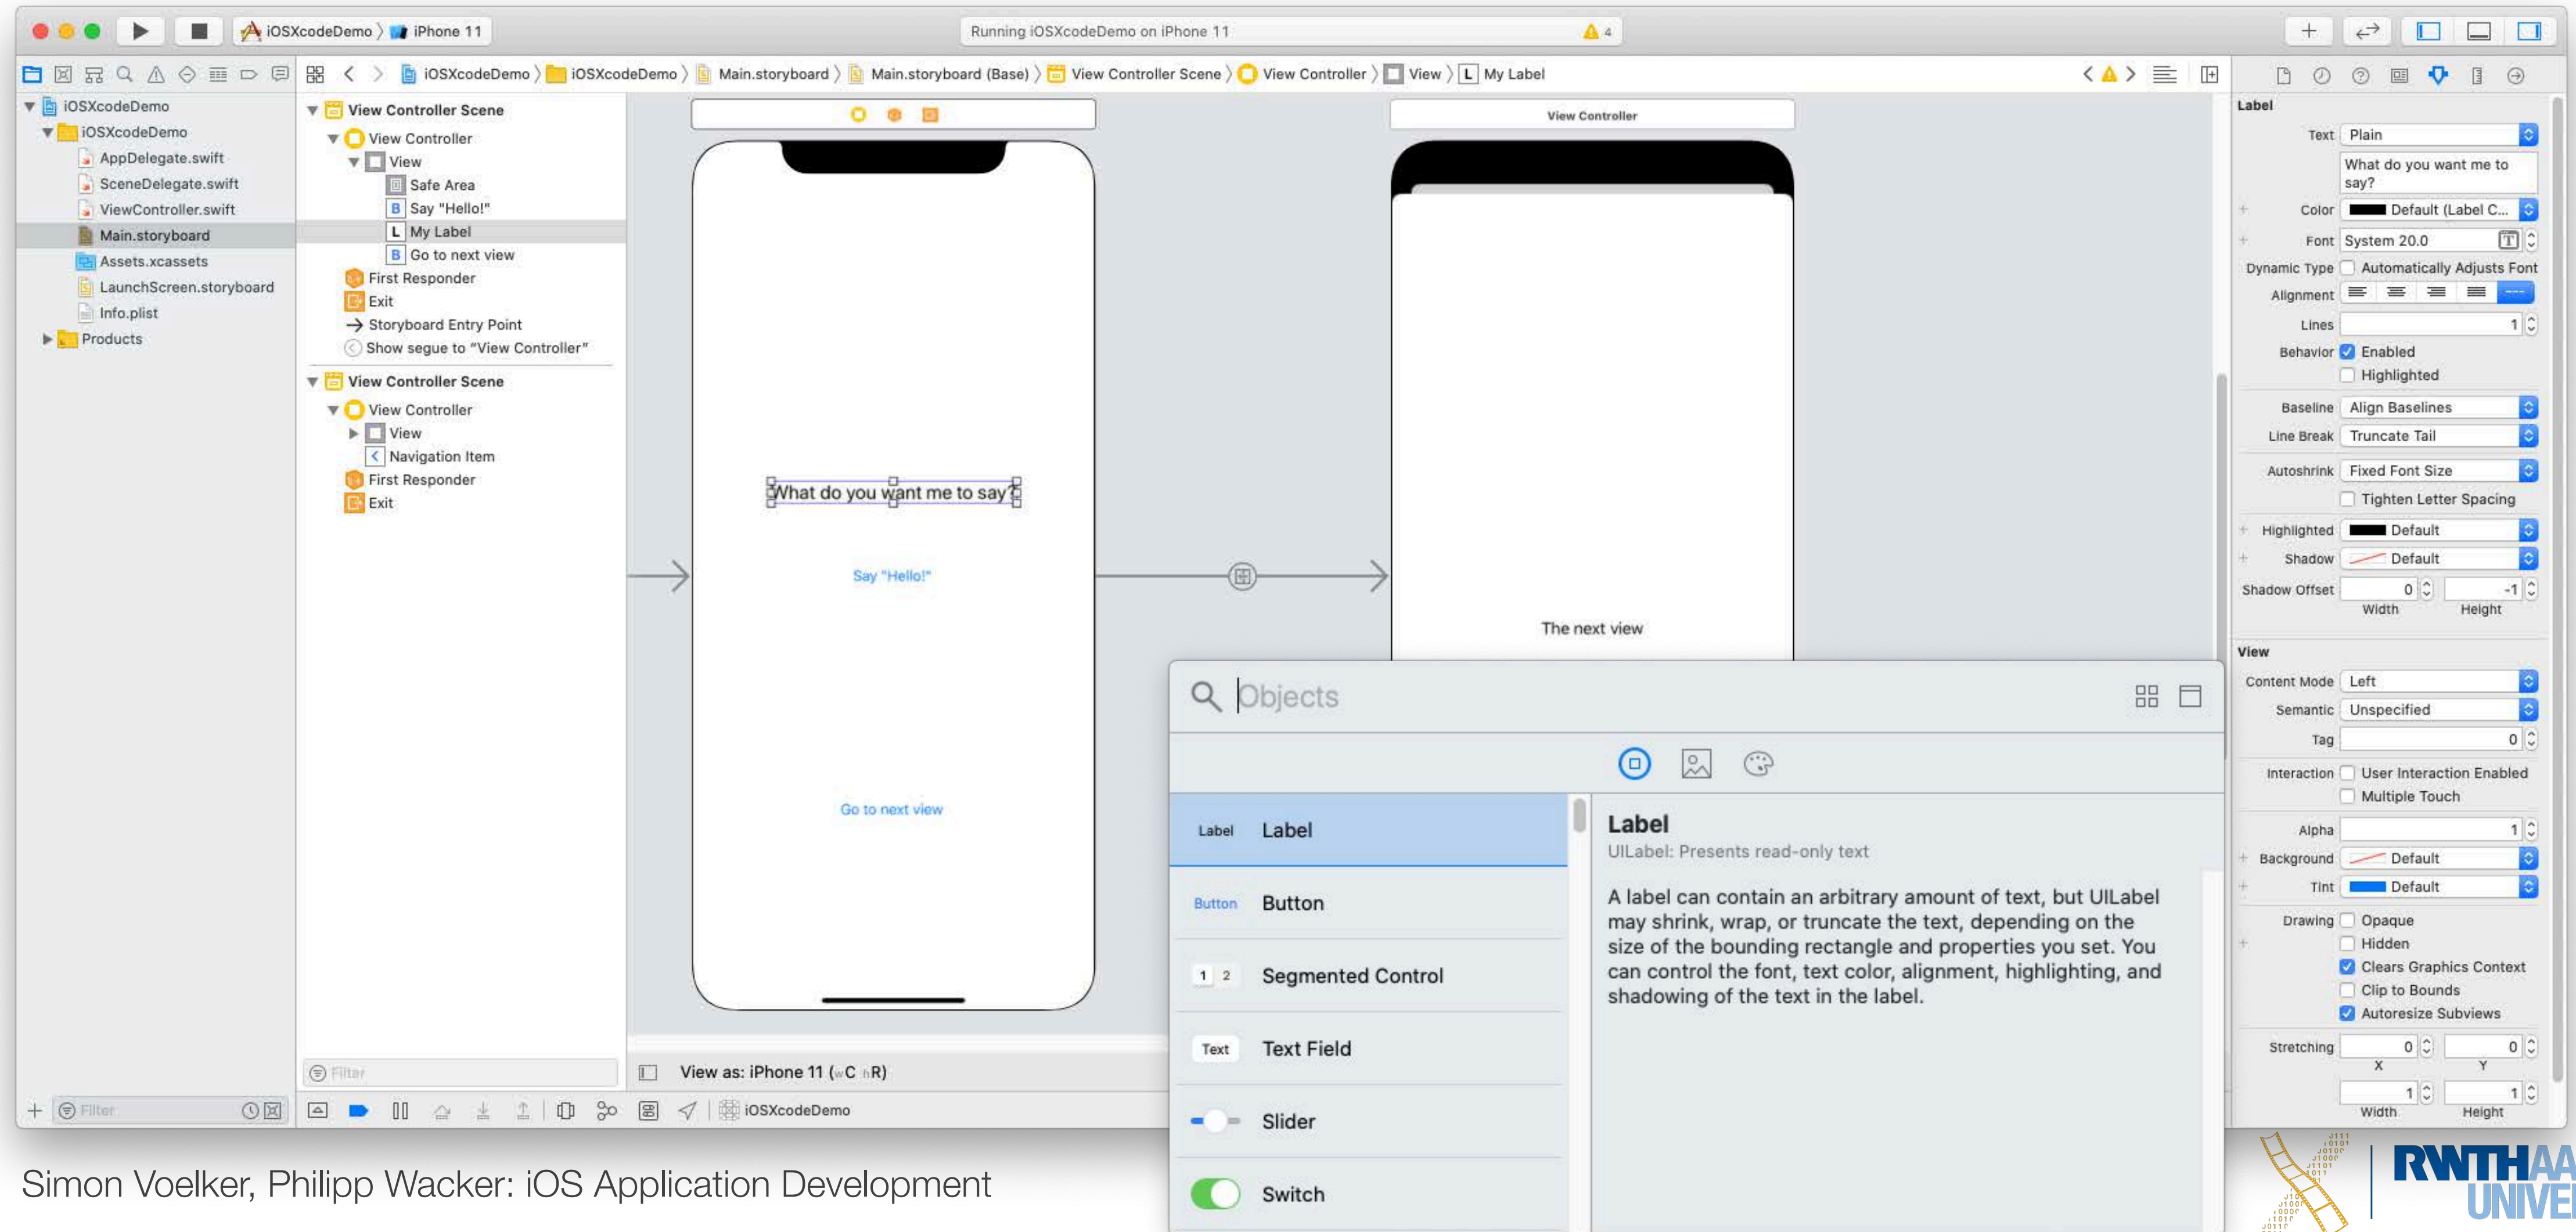 iOSXcodeDemo 〉 iPhone 11
Running iOSXcodeDemo on iPhone 11
4
iOSXcodeDemo 〉 iOSXcodeDemo 〉 Main.storyboard 〉 Main.storyboard (Base) 〉 View Controller Scene 〉 View Controller 〉 View 〉 L My Label
iOSXcodeDemo
iOSXcodeDemo
AppDelegate.swift
SceneDelegate.swift
ViewController.swift
Main.storyboard
Assets.xcassets
LaunchScreen.storyboard
Info.plist
Products
Filter
View Controller Scene
View Controller
View
Safe Area
B Say "Hello!"
L My Label
B Go to next view
First Responder
Exit
Storyboard Entry Point
Show segue to "View Controller"
View Controller Scene
View Controller
View
Navigation Item
First Responder
Exit
Filter
What do you want me to say?
Say "Hello!"
Go to next view
View Controller
The next view
View as: iPhone 11 (wC hR)
iOSXcodeDemo
Objects
Label Label
Button Button
1 2 Segmented Control
Text Text Field
Slider
Switch
Label
UILabel: Presents read-only text
A label can contain an arbitrary amount of text, but UILabel
may shrink, wrap, or truncate the text, depending on the
size of the bounding rectangle and properties you set. You
can control the font, text color, alignment, highlighting, and
shadowing of the text in the label.
Label
Text Plain
What do you want me to
say?
Color Default (Label C...
Font System 20.0
Dynamic Type Automatically Adjusts Font
Alignment
Lines 1
Behavior Enabled
Highlighted
Baseline Align Baselines
Line Break Truncate Tail
Autoshrink Fixed Font Size
Tighten Letter Spacing
Highlighted Default
Shadow Default
Shadow Offset 0 -1
Width Height
View
Content Mode Left
Semantic Unspecified
Tag 0
Interaction User Interaction Enabled
Multiple Touch
Alpha 1
Background Default
Tint Default
Drawing Opaque
Hidden
Clears Graphics Context
Clip to Bounds
Autoresize Subviews
Stretching 0 0
X Y
1 1
Width Height
Simon Voelker, Philipp Wacker: iOS Application Development
RWTHAA
UNIVE